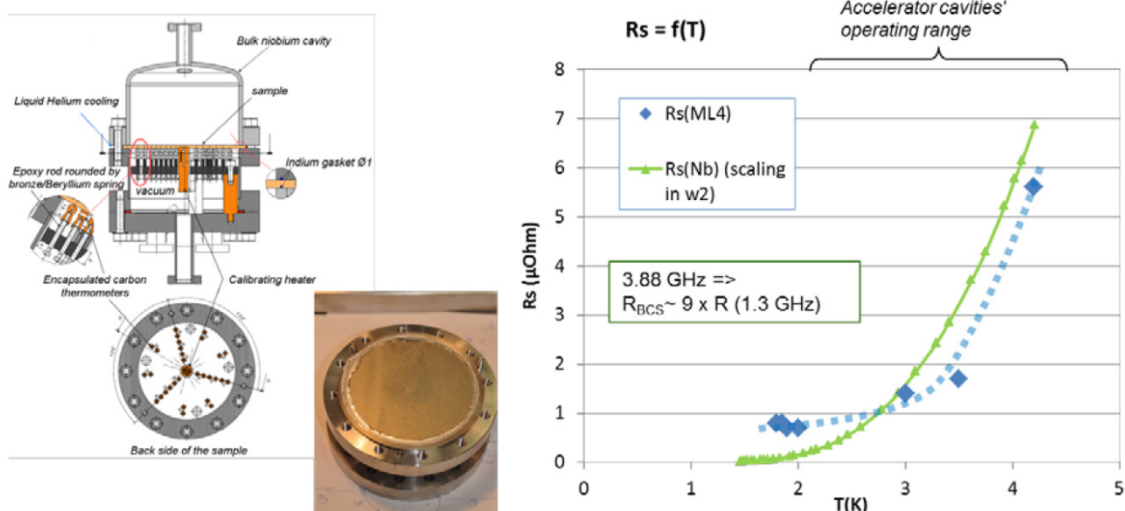 Bulk niobium cavity
sample
Liquid Helium cooling
Indium gasket Ø1
Epoxy rod rounded by
bronze/Beryllium spring
vacuum
Encapsulated carbon
thermometers
Calibrating heater
Back side of the sample
Rs = f(T)
Accelerator cavities'
operating range
Rs (µOhm)
8
7
6
5
4
3
2
1
0
Rs(ML4)
Rs(Nb) (scaling
in w2)
3.88 GHz =>
R_BCS~ 9 x R (1.3 GHz)
0
1
2
3
4
5
T(K)